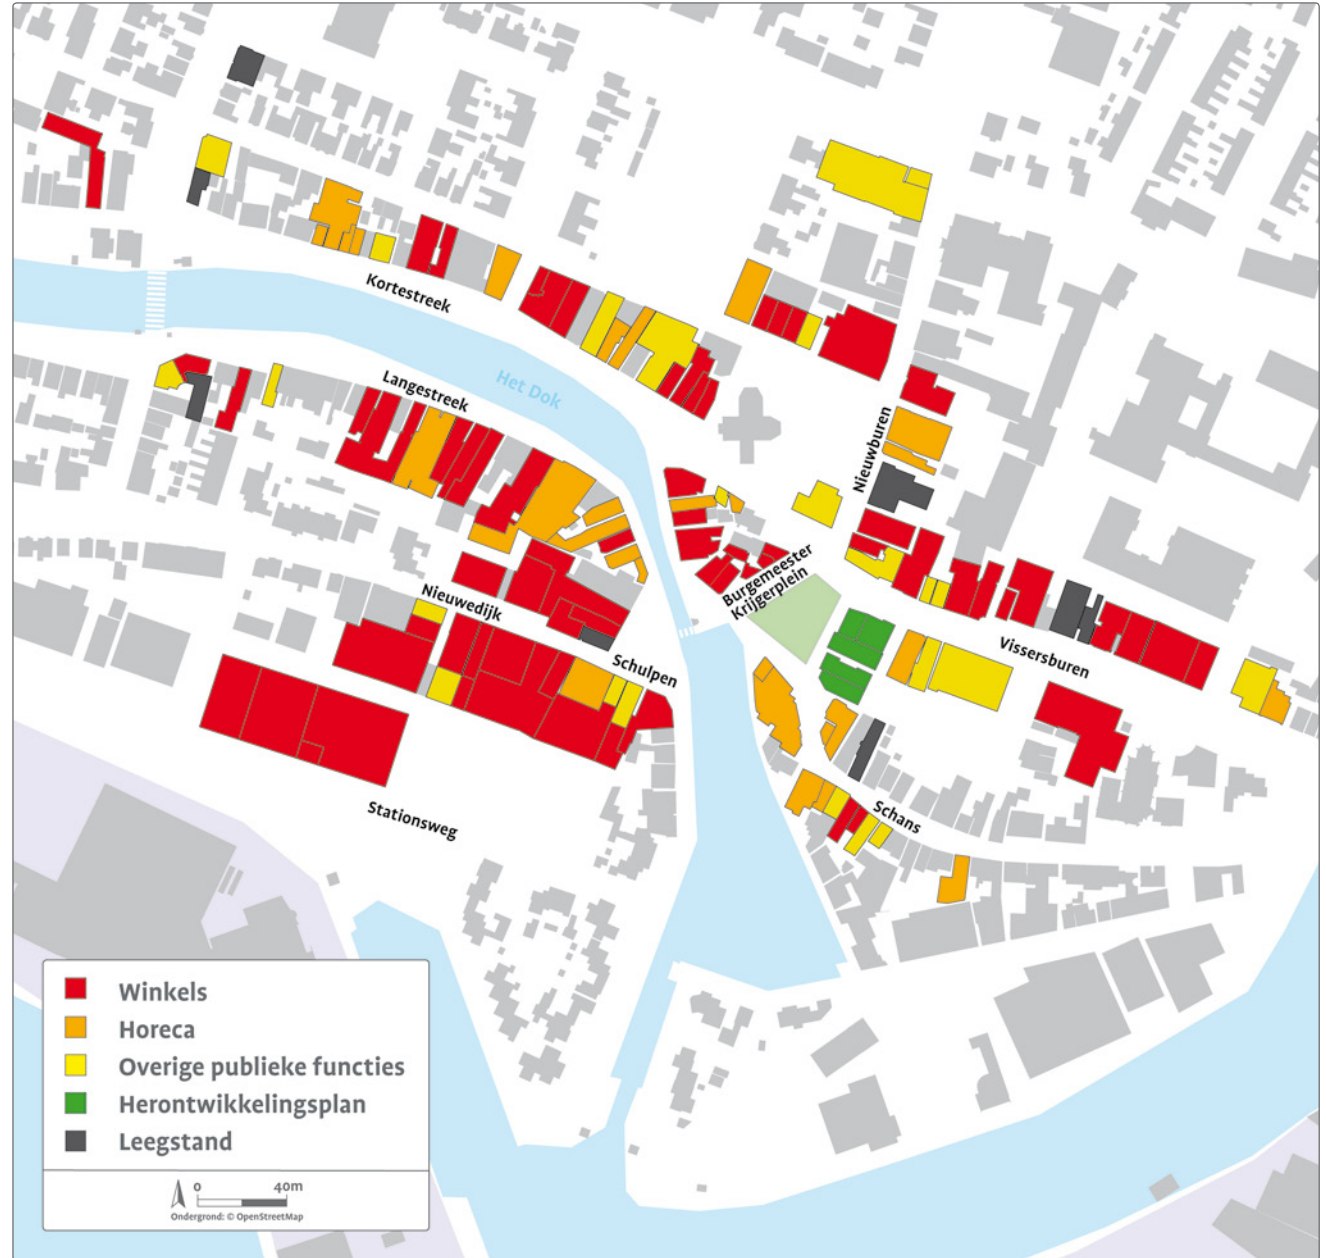 Kortestreek
Langestreek
Het Dok
Nieuwburen
Burgemeester
Krijgerplein
Nieuwedijk
Vissersburen
Schulpen
Stationsweg
Schans
Winkels
Horeca
Overige publieke functies
Herontwikkelingsplan
Leegstand
0 40m
Ondergrond: © OpenStreetMap